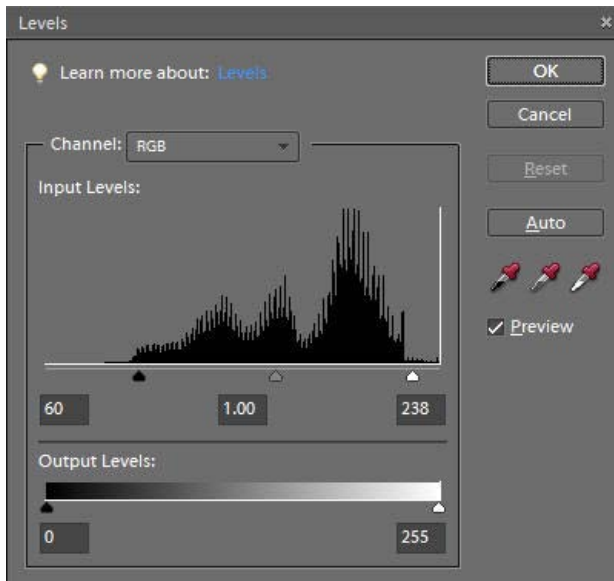 Levels
Learn more about: Levels
OK
Cancel
Channel: RGB
Reset
Input Levels:
Auto
Preview
60 1.00 238
Output Levels:
0 255